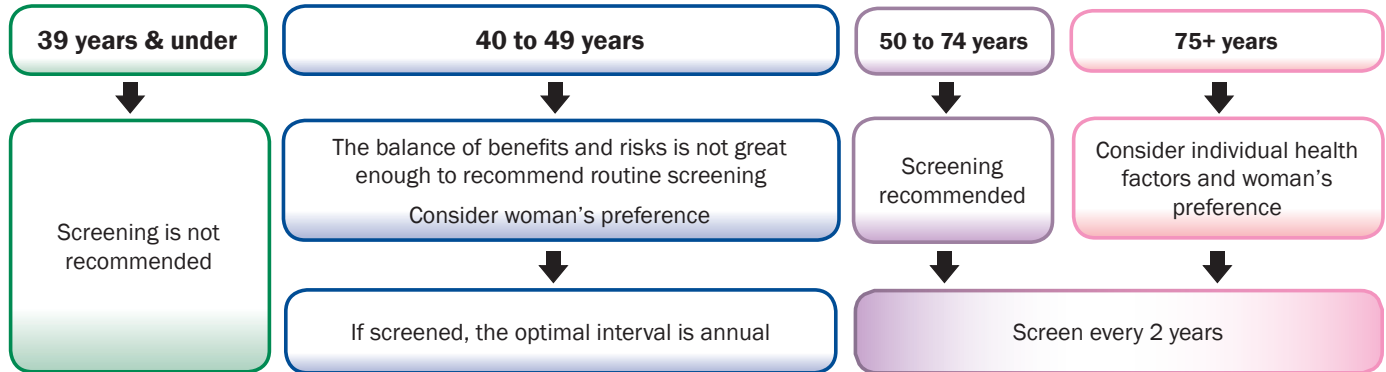 39 years & under
40 to 49 years
50 to 74 years
75+ years
Screening is not
recommended
The balance of benefits and risks is not great
enough to recommend routine screening
Consider woman’s preference
Screening
recommended
Consider individual health
factors and woman’s
preference
If screened, the optimal interval is annual
Screen every 2 years